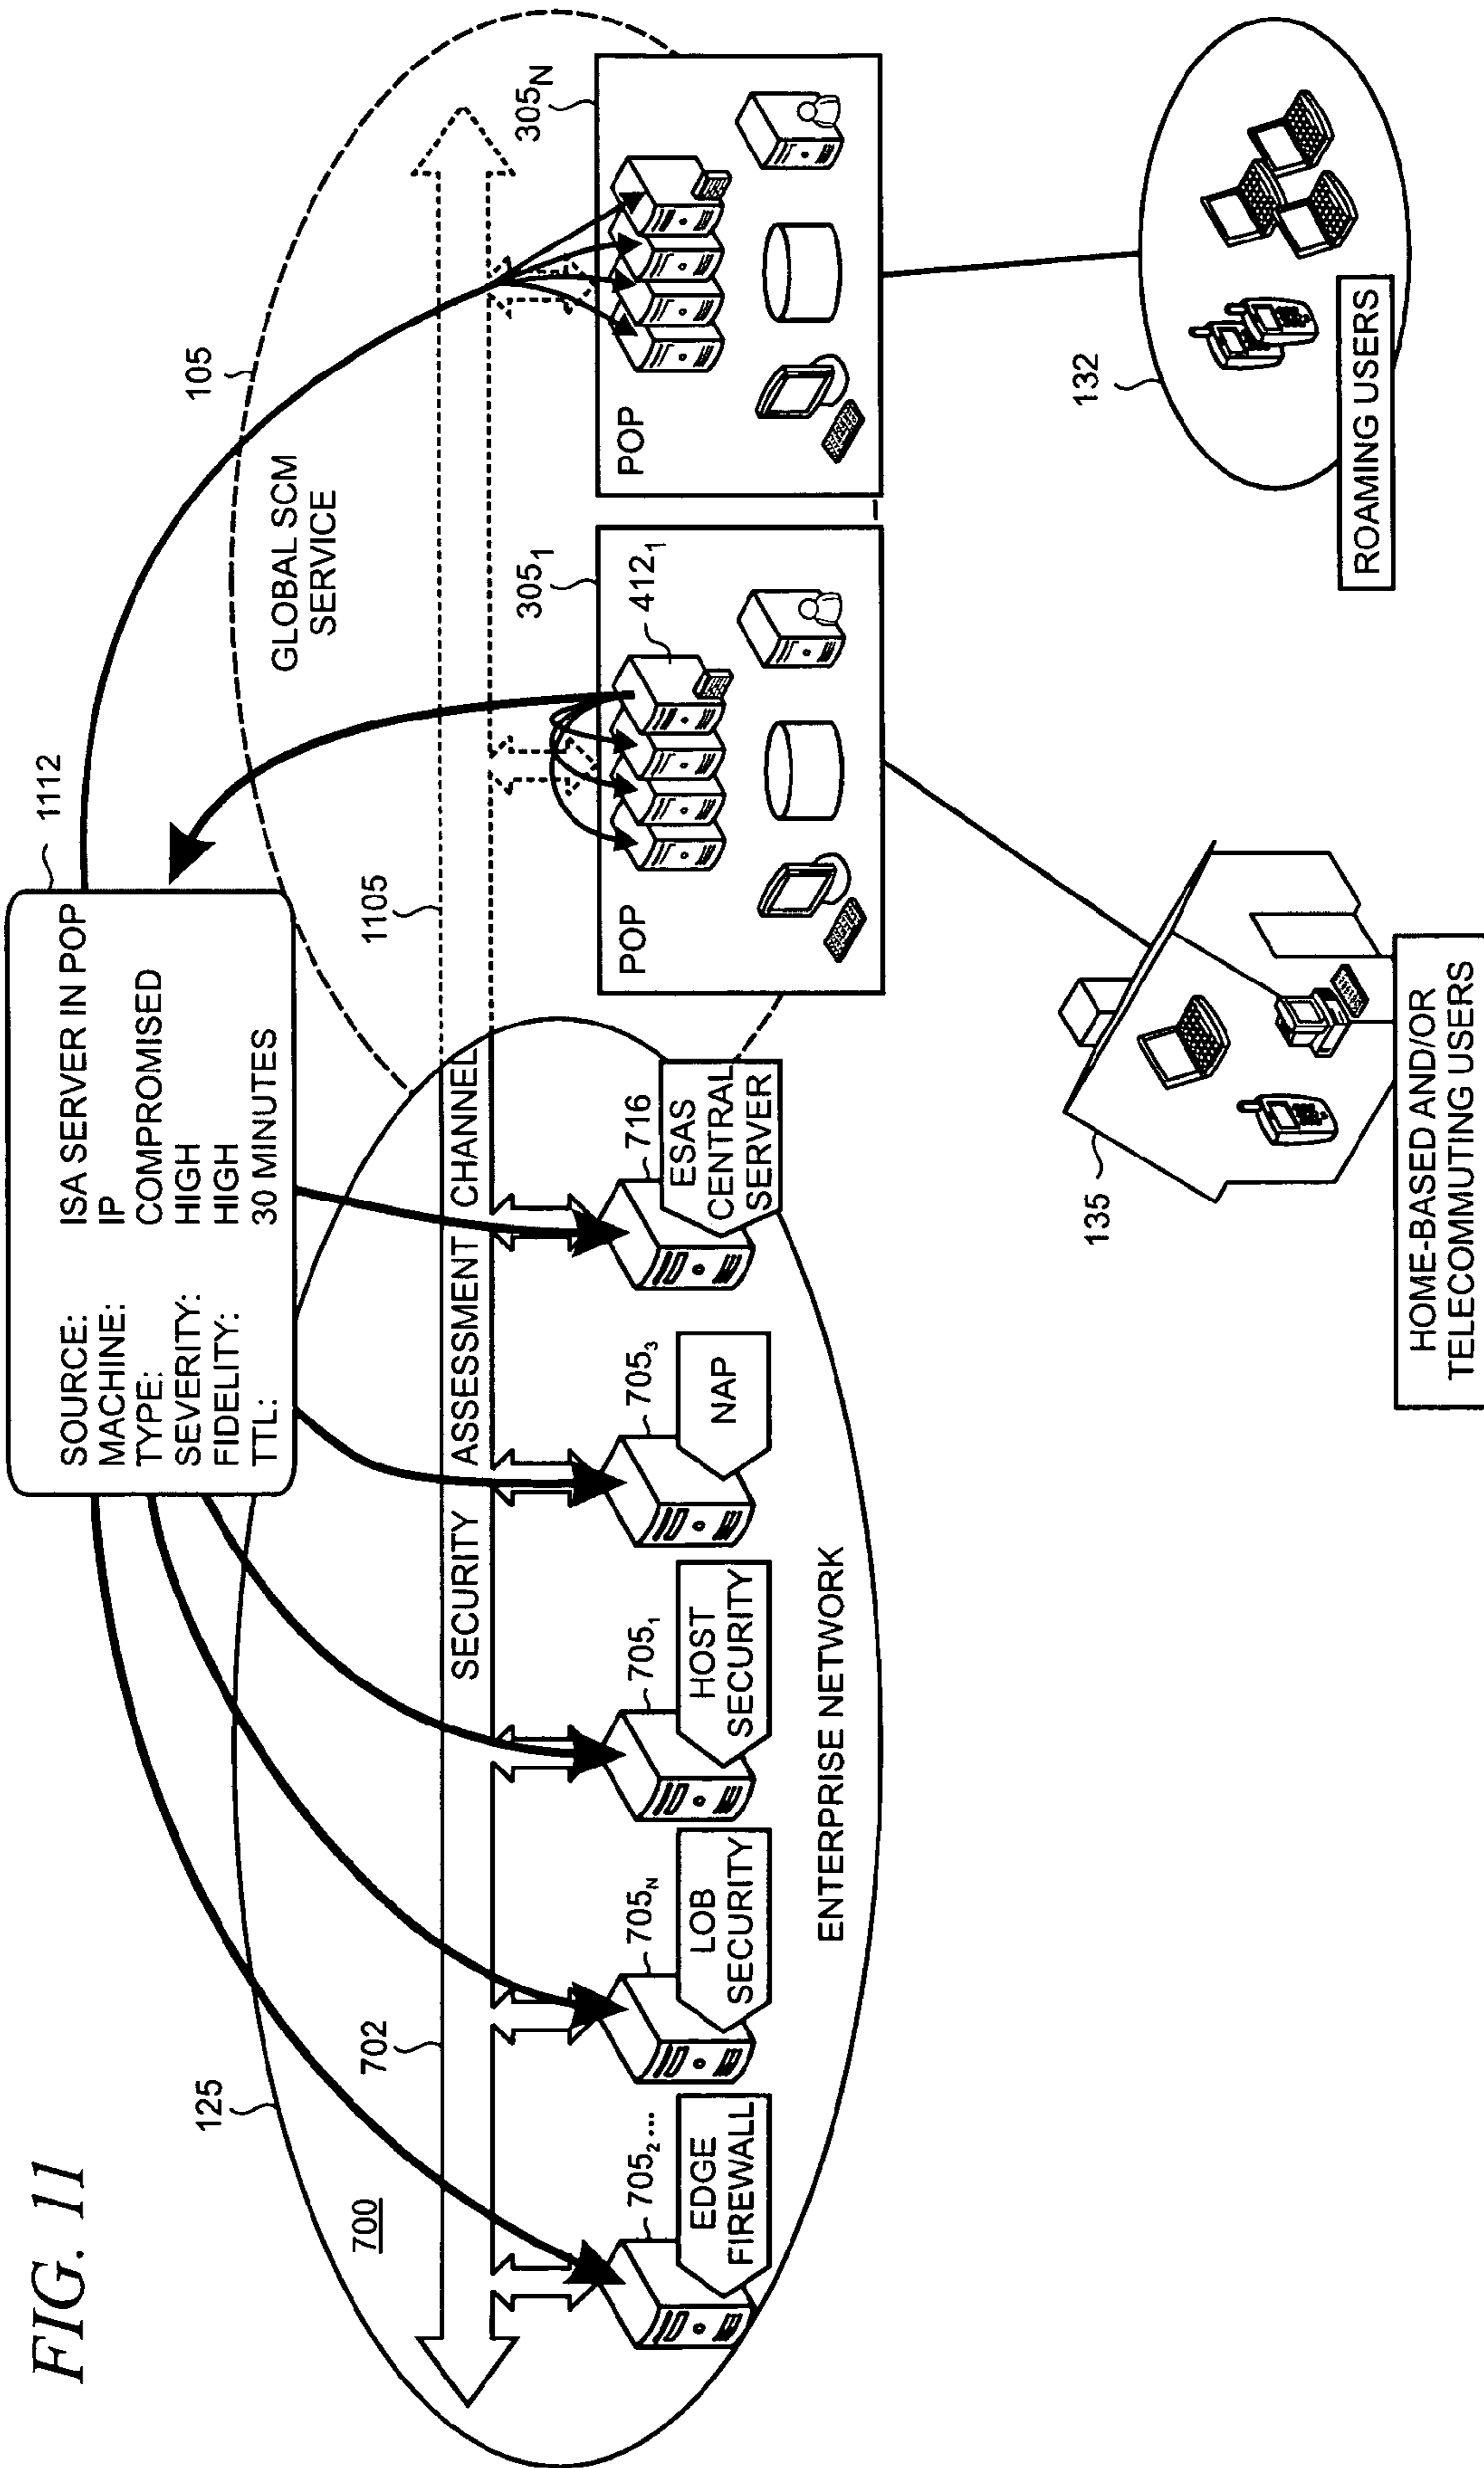 FIG. 11
SOURCE: ISA SERVER IN POP
MACHINE: IP
TYPE: COMPROMISED
SEVERITY: HIGH
FIDELITY: HIGH
TTL: 30 MINUTES
1112
125
700
702
105
GLOBAL SCM
SERVICE
1105
SECURITY ASSESSMENT CHANNEL
705₂...
EDGE
FIREWALL
705N
LOB
SECURITY
705₁
HOST
SECURITY
705₃
NAP
716
ESAS
CENTRAL
SERVER
ENTERPRISE NETWORK
305₁
412₁
POP
305N
POP
135
HOME-BASED AND/OR
TELECOMMUTING USERS
132
ROAMING USERS